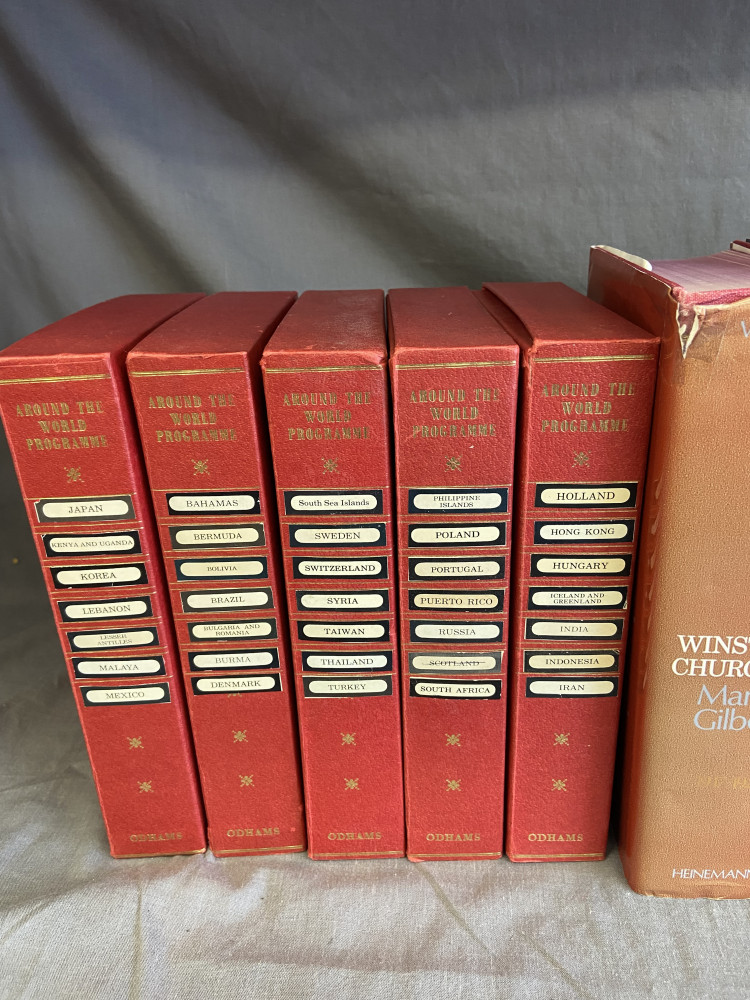 AROUND THE
WORLD
PROGRAMME
JAPAN
KENYA AND UGANDA
KOREA
LEBANON
LESSER
ANTILLES
MALAYA
MEXICO
ODHAMS
AROUND THE
WORLD
PROGRAMME
BAHAMAS
BERMUDA
BOLIVIA
BRAZIL
BULGARIA AND
ROMANIA
BURMA
DENMARK
ODHAMS
AROUND THE
WORLD
PROGRAMME
South Sea Islands
SWEDEN
SWITZERLAND
SYRIA
TAIWAN
THAILAND
TURKEY
ODHAMS
AROUND THE
WORLD
PROGRAMME
PHILIPPINE
ISLANDS
POLAND
PORTUGAL
PUERTO RICO
RUSSIA
SCOTLAND
SOUTH AFRICA
ODHAMS
AROUND THE
WORLD
PROGRAMME
HOLLAND
HONG KONG
HUNGARY
ICELAND AND
GREENLAND
INDIA
INDONESIA
IRAN
ODHAMS
WINST
CHURC
Mar
Gilb
HEINEMANN